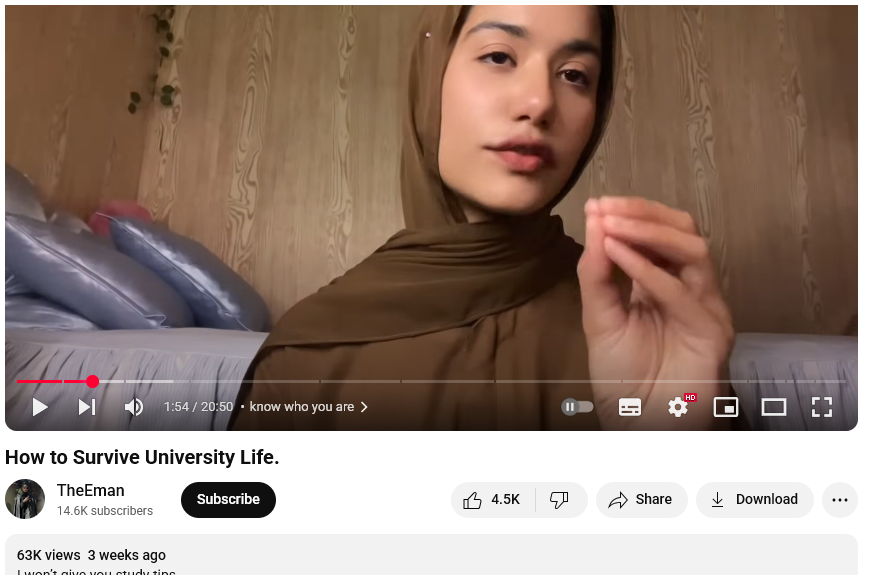 1:54 / 20:50 • know who you are
HD
How to Survive University Life.
TheEman
14.6K subscribers
Subscribe
4.5K
Share
Download
63K views 3 weeks ago
I won't give you study tips